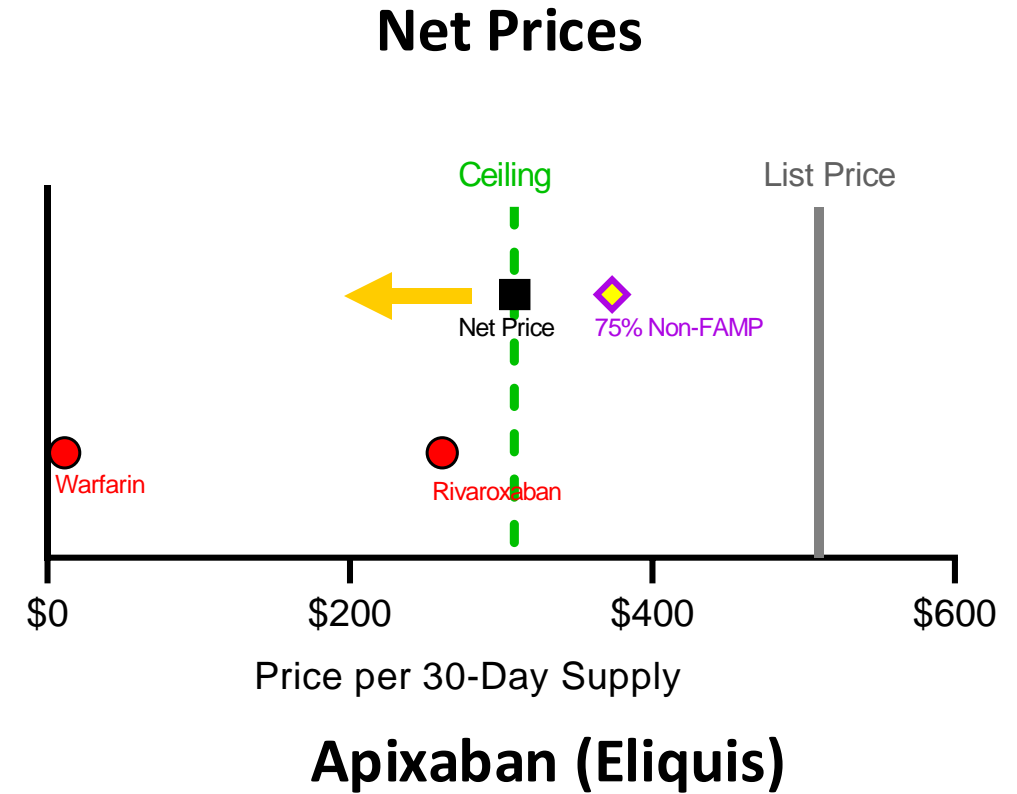 Net Prices
Ceiling
List Price
Net Price
75% Non-FAMP
Warfarin
Rivaroxaban
$0
$200
$400
$600
Price per 30-Day Supply
Apixaban (Eliquis)